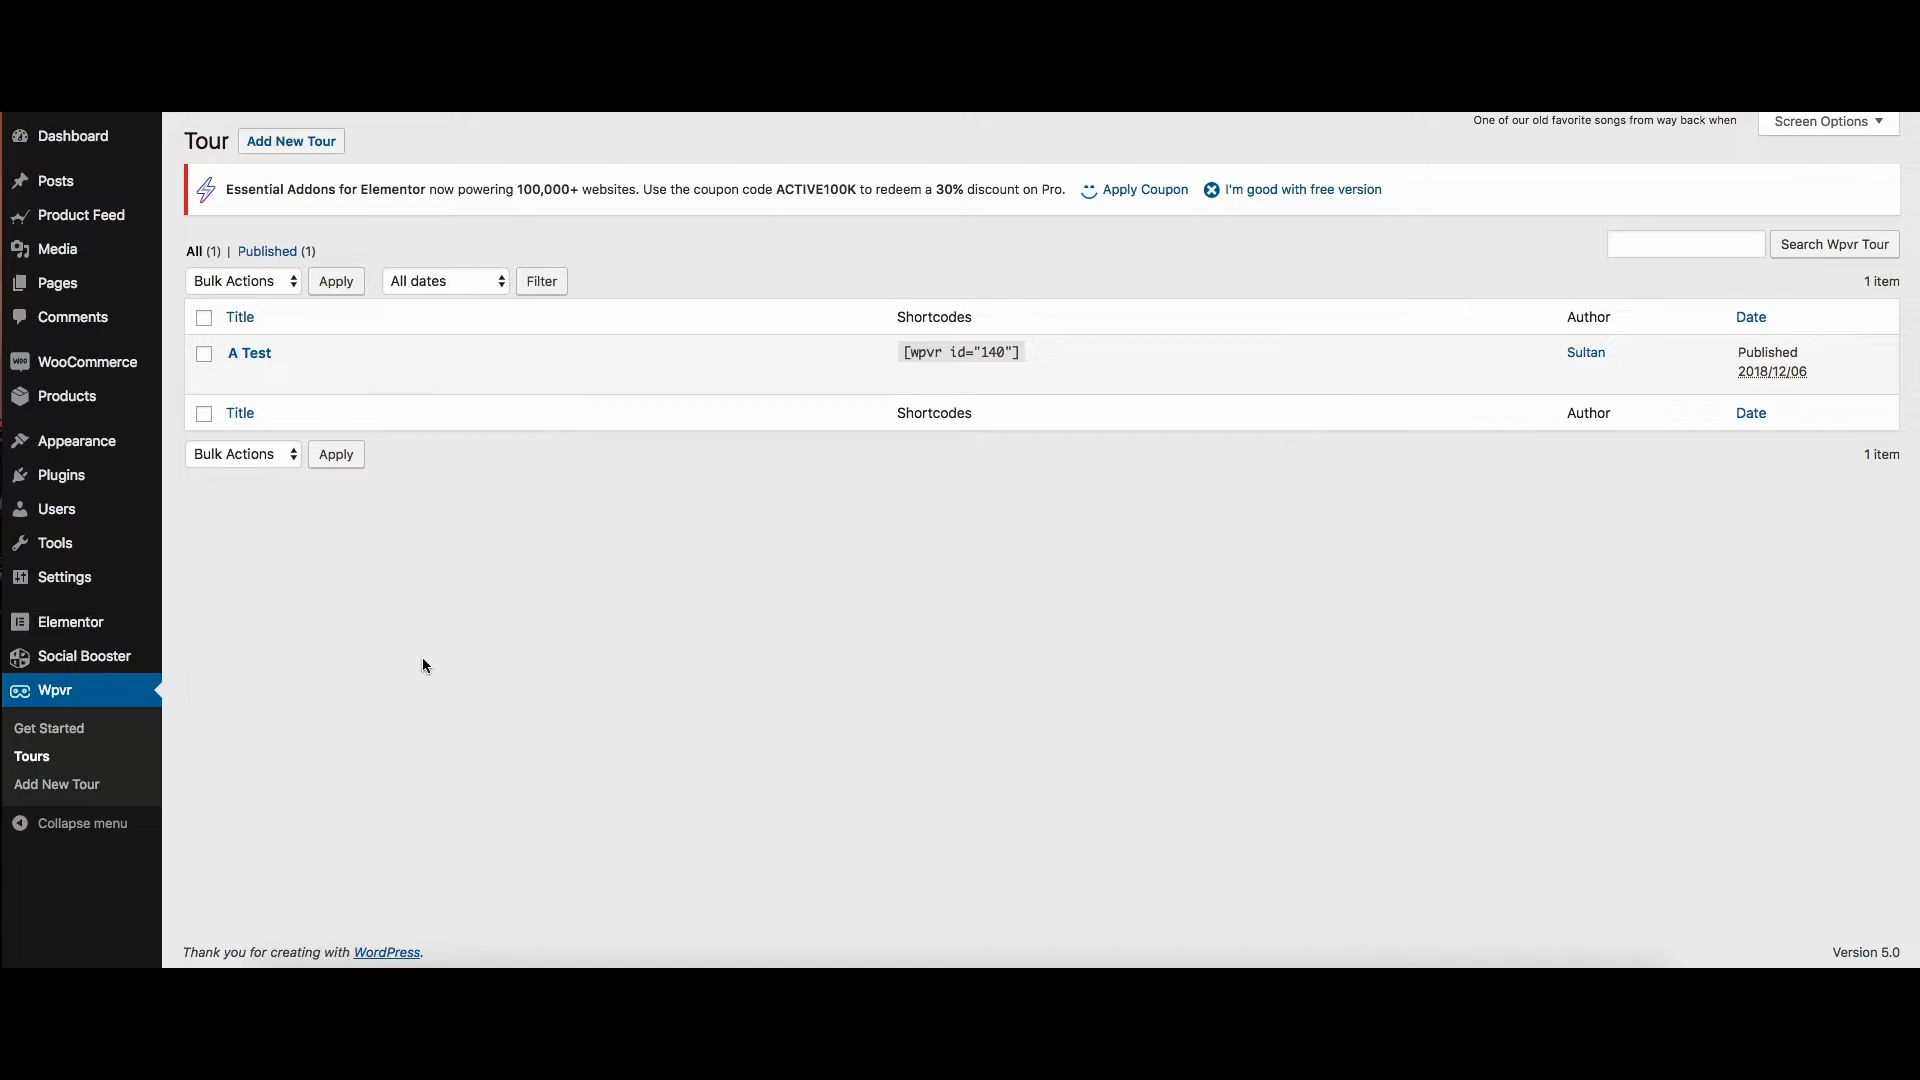 Dashboard
Posts
Product Feed
Media
Pages
Comments
WooCommerce
Products
Appearance
Plugins
Users
Tools
Settings
Elementor
Social Booster
Wpvr
Get Started
Tours
Add New Tour
Collapse menu
One of our old favorite songs from way back when
Screen Options
Tour Add New Tour
Essential Addons for Elementor now powering 100,000+ websites. Use the coupon code ACTIVE100K to redeem a 30% discount on Pro. Apply Coupon I'm good with free version
All (1) | Published (1)
Search Wpvr Tour
Bulk Actions Apply All dates Filter 1 item
Title Shortcodes Author Date
A Test [wpvr id="140"] Sultan Published
2018/12/06
Title Shortcodes Author Date
Bulk Actions Apply 1 item
Thank you for creating with WordPress. Version 5.0